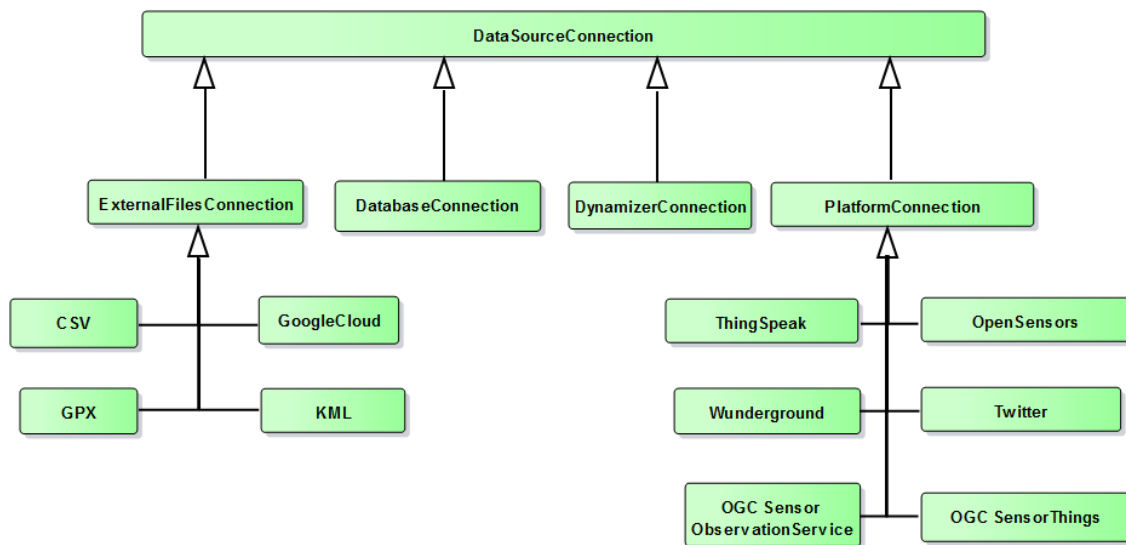 DataSourceConnection
ExternalFilesConnection
DatabaseConnection
DynamizerConnection
PlatformConnection
CSV
GoogleCloud
ThingSpeak
OpenSensors
GPX
KML
Wunderground
Twitter
OGC Sensor
ObservationService
OGC SensorThings